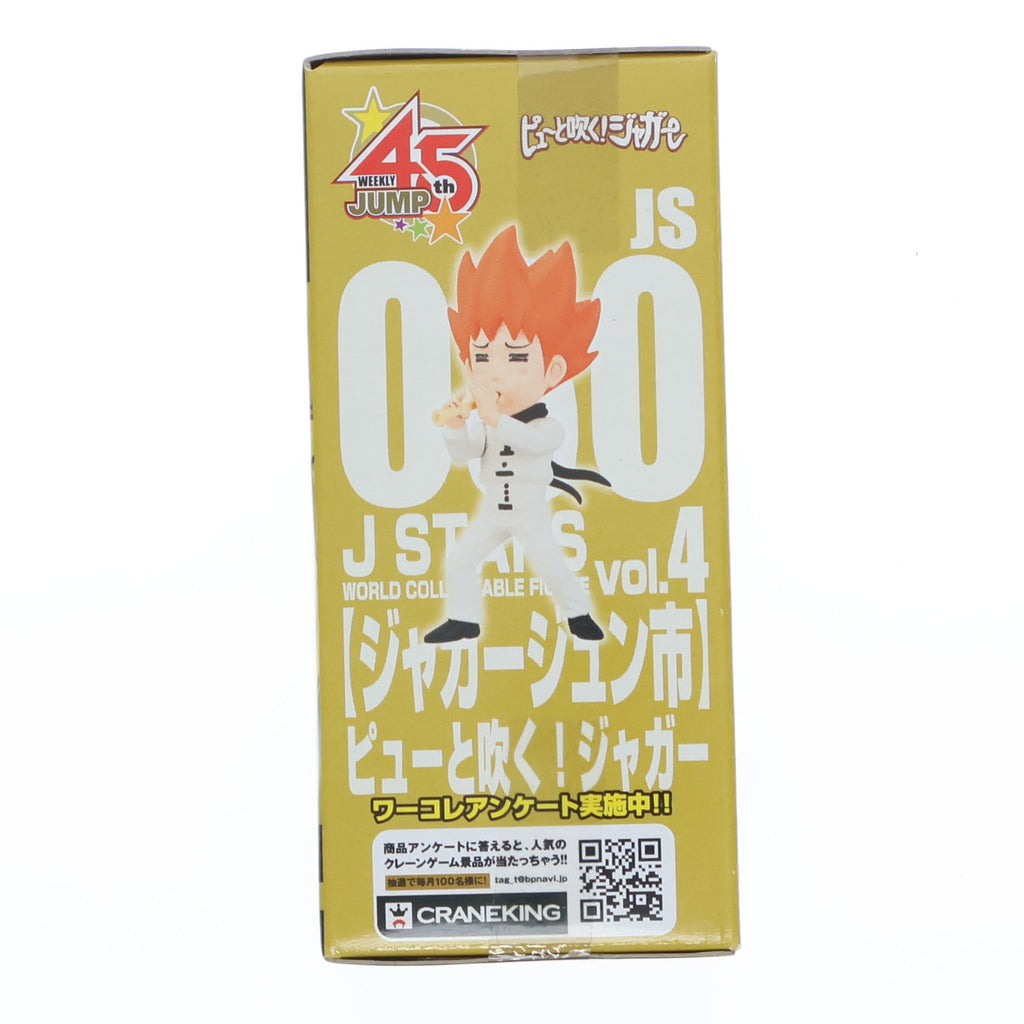 45th
WEEKLY
JUMP
ピューと吹く!ジャガー
JS
J STARS
WORLD COLLECTABLE FIGURE vol.4
【ジャガージュン市】
ピューと吹く！ジャガー
ワーコレアンケート実施中!!
商品アンケートに答えると、人気の
クレーンゲーム景品が当たっちゃう!!
抽選で毎月100名様に! tag_t@bpnavi.jp
CRANEKING